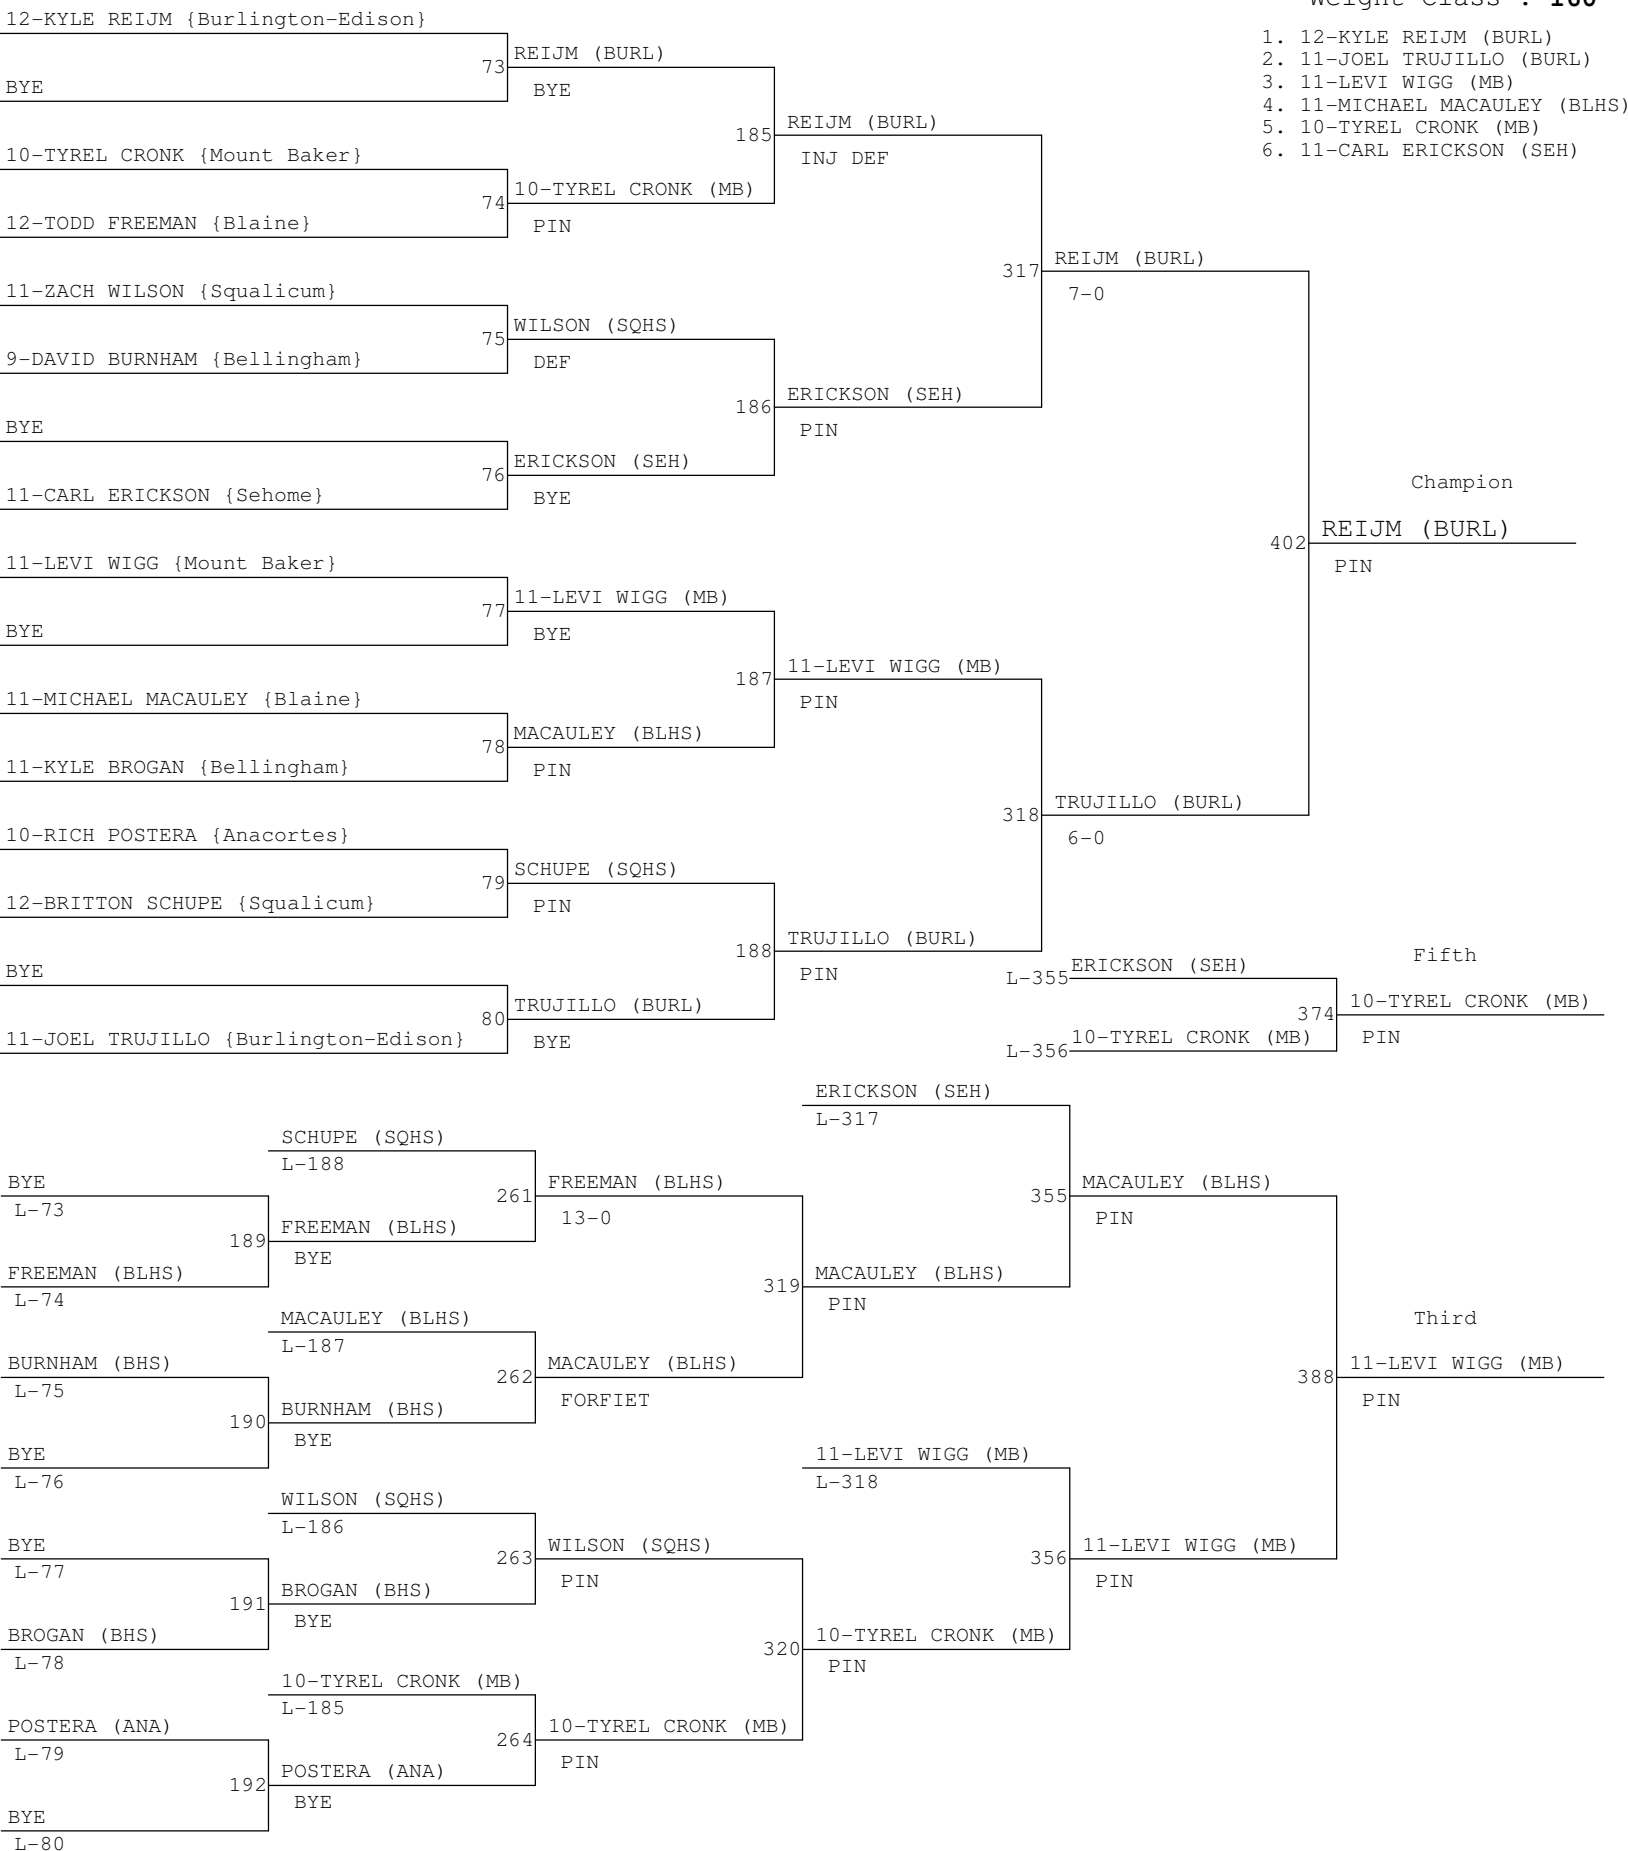 Weight Class : 160
1. 12-KYLE REIJM (BURL)
2. 11-JOEL TRUJILLO (BURL)
3. 11-LEVI WIGG (MB)
4. 11-MICHAEL MACAULEY (BLHS)
5. 10-TYREL CRONK (MB)
6. 11-CARL ERICKSON (SEH)
12-KYLE REIJM {Burlington-Edison}
73
REIJM (BURL)
BYE
BYE
185
REIJM (BURL)
INJ DEF
10-TYREL CRONK {Mount Baker}
74
10-TYREL CRONK (MB)
PIN
12-TODD FREEMAN {Blaine}
317
REIJM (BURL)
7-0
11-ZACH WILSON {Squalicum}
75
WILSON (SQHS)
DEF
9-DAVID BURNHAM {Bellingham}
186
ERICKSON (SEH)
PIN
BYE
76
ERICKSON (SEH)
BYE
11-CARL ERICKSON {Sehome}
Champion
402
REIJM (BURL)
PIN
11-LEVI WIGG {Mount Baker}
77
11-LEVI WIGG (MB)
BYE
BYE
187
11-LEVI WIGG (MB)
PIN
11-MICHAEL MACAULEY {Blaine}
78
MACAULEY (BLHS)
PIN
11-KYLE BROGAN {Bellingham}
318
TRUJILLO (BURL)
6-0
10-RICH POSTERA {Anacortes}
79
SCHUPE (SQHS)
PIN
12-BRITTON SCHUPE {Squalicum}
188
TRUJILLO (BURL)
PIN
BYE
80
TRUJILLO (BURL)
BYE
11-JOEL TRUJILLO {Burlington-Edison}
Fifth
L-355
ERICKSON (SEH)
374
10-TYREL CRONK (MB)
PIN
L-356
10-TYREL CRONK (MB)
ERICKSON (SEH)
L-317
SCHUPE (SQHS)
L-188
BYE
L-73
261
FREEMAN (BLHS)
13-0
355
MACAULEY (BLHS)
PIN
189
FREEMAN (BLHS)
BYE
FREEMAN (BLHS)
L-74
319
MACAULEY (BLHS)
PIN
MACAULEY (BLHS)
L-187
Third
BURNHAM (BHS)
L-75
262
MACAULEY (BLHS)
FORFIET
388
11-LEVI WIGG (MB)
PIN
190
BURNHAM (BHS)
BYE
BYE
L-76
11-LEVI WIGG (MB)
L-318
WILSON (SQHS)
L-186
BYE
L-77
263
WILSON (SQHS)
PIN
356
11-LEVI WIGG (MB)
PIN
191
BROGAN (BHS)
BYE
BROGAN (BHS)
L-78
320
10-TYREL CRONK (MB)
PIN
10-TYREL CRONK (MB)
L-185
POSTERA (ANA)
L-79
264
10-TYREL CRONK (MB)
PIN
192
POSTERA (ANA)
BYE
BYE
L-80